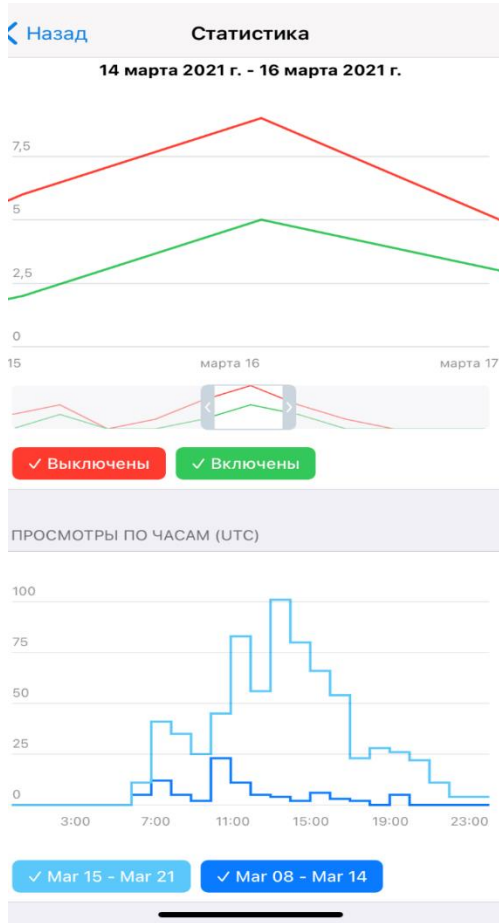 Назад Статистика
14 марта 2021 г. - 16 марта 2021 г.
7,5
5
2,5
0
15 марта 16 марта 17
Выключены Включены
ПРОСМОТРЫ ПО ЧАСАМ (UTC)
100
75
50
25
0
3:00 7:00 11:00 15:00 19:00 23:00
Mar 15 - Mar 21 Mar 08 - Mar 14